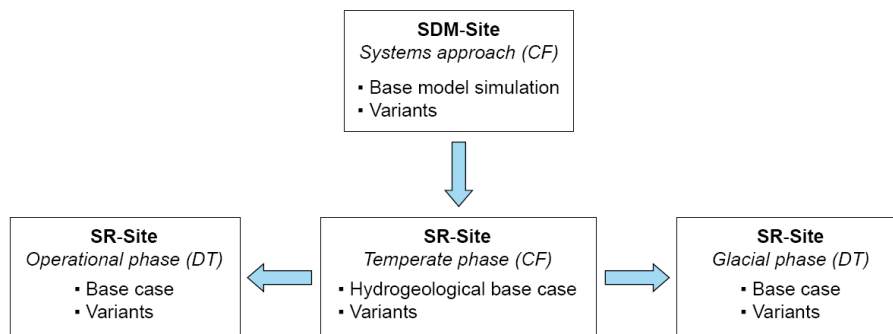 SDM-Site
Systems approach (CF)
▪ Base model simulation
▪ Variants
SR-Site
Operational phase (DT)
▪ Base case
▪ Variants
SR-Site
Temperate phase (CF)
▪ Hydrogeological base case
▪ Variants
SR-Site
Glacial phase (DT)
▪ Base case
▪ Variants